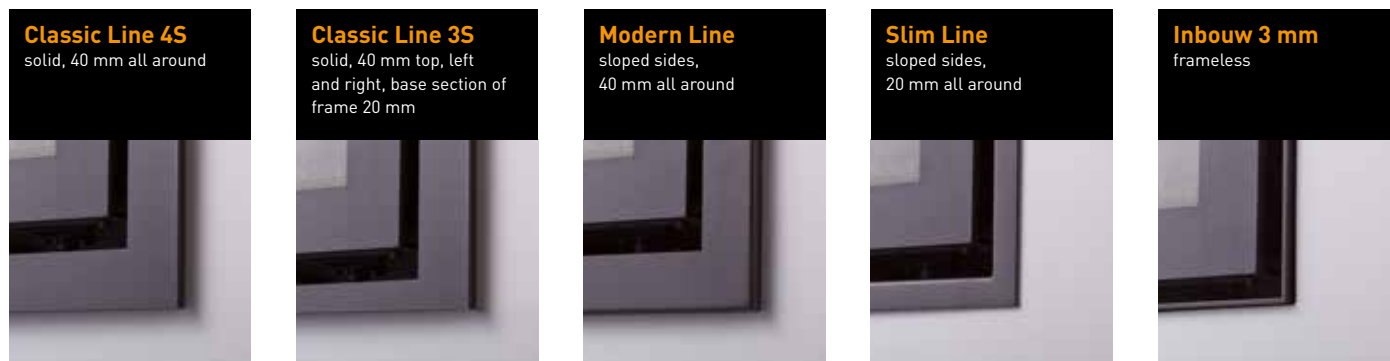 Classic Line 4S
solid, 40 mm all around
Classic Line 3S
solid, 40 mm top, left
and right, base section of
frame 20 mm
Modern Line
sloped sides,
40 mm all around
Slim Line
sloped sides,
20 mm all around
Inbouw 3 mm
frameless